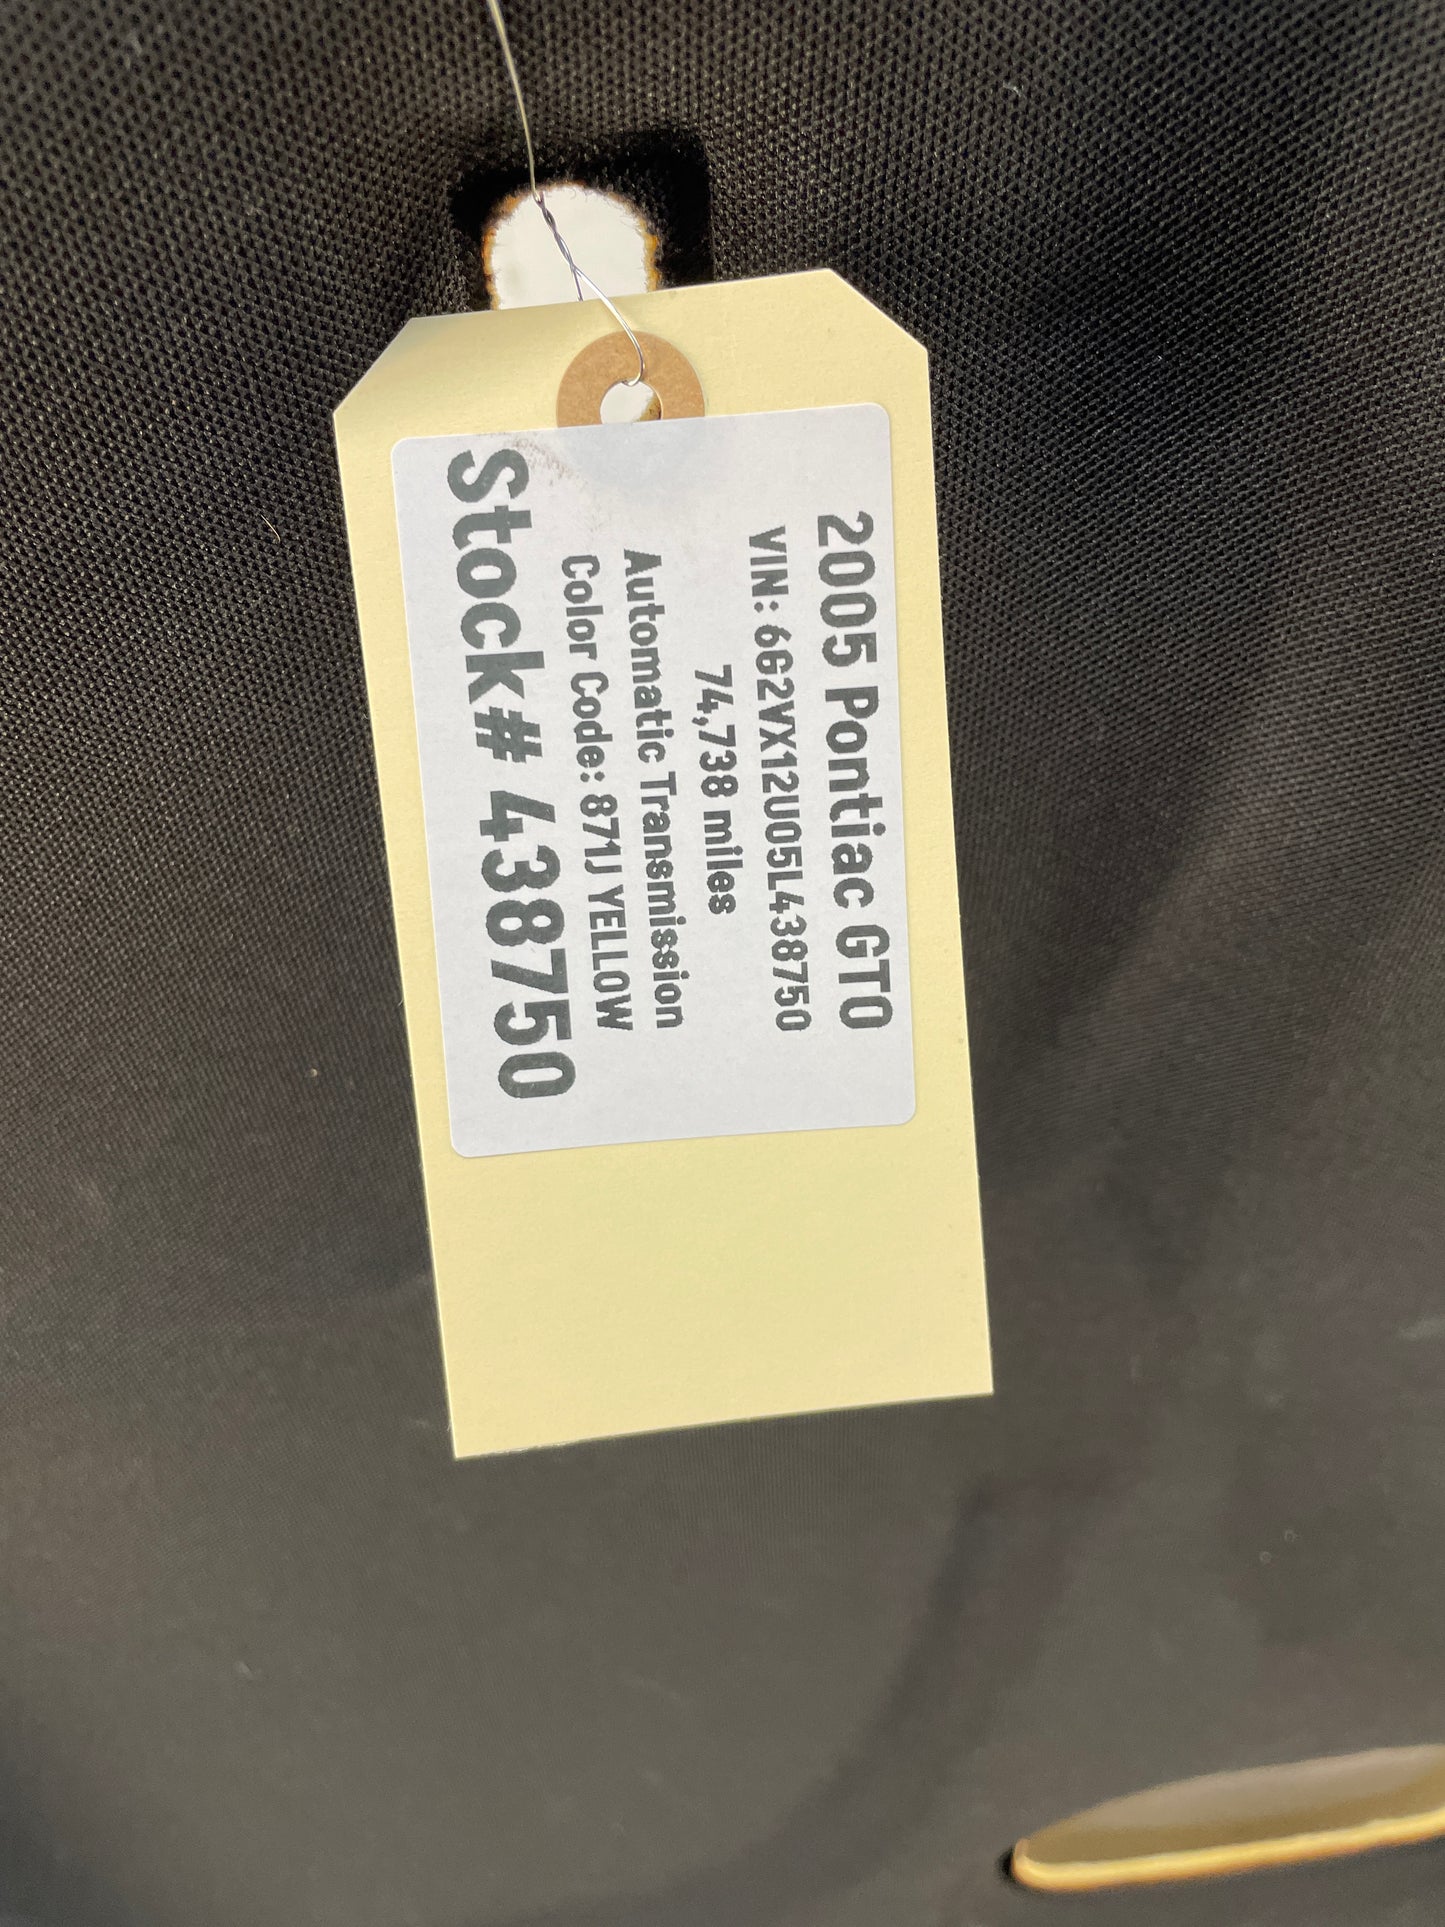 2005 Pontiac GTO
VIN: 6G2VX12U05L438750
74,738 miles
Automatic Transmission
Color Code: 871J YELLOW
Stock# 438750